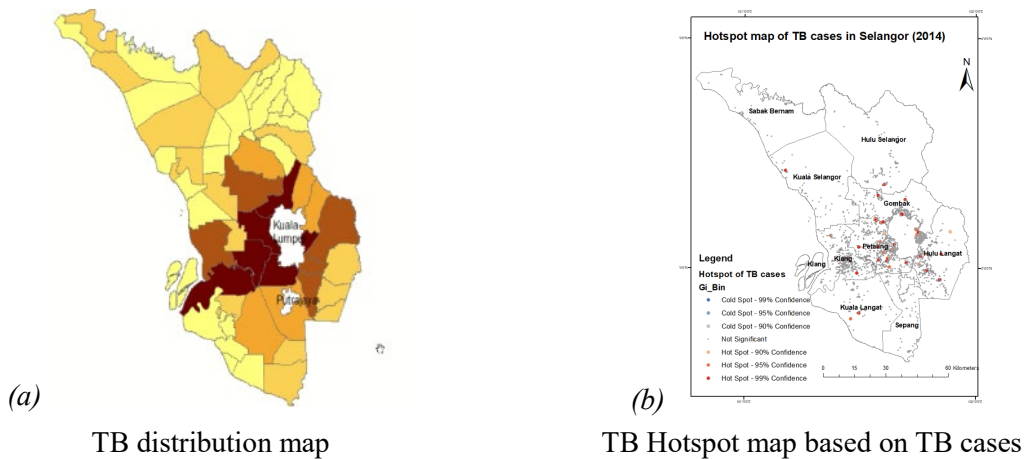 Kuala
Lumpu
Putrajaya
(a)
TB distribution map
Hotspot map of TB cases in Selangor (2014)
N
Sabak Bernam
Hulu Selangor
Kuala Selangor
Gombak
Petaling
Klang
Klang
Hulu Langat
Kuala Langat
Sepang
Legend
Hotspot of TB cases
Gi_Bin
Cold Spot - 99% Confidence
Cold Spot - 95% Confidence
Cold Spot - 90% Confidence
Not Significant
Hot Spot - 90% Confidence
Hot Spot - 95% Confidence
Hot Spot - 99% Confidence
0 15 30 60 Kilometers
(b)
TB Hotspot map based on TB cases